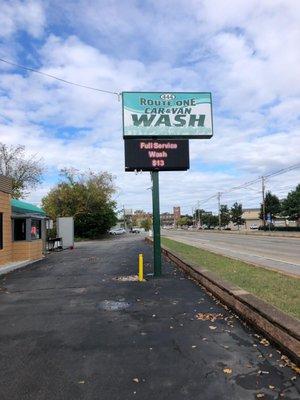 444
ROUTE ONE
CAR & VAN
WASH
Full Service
Wash
$13